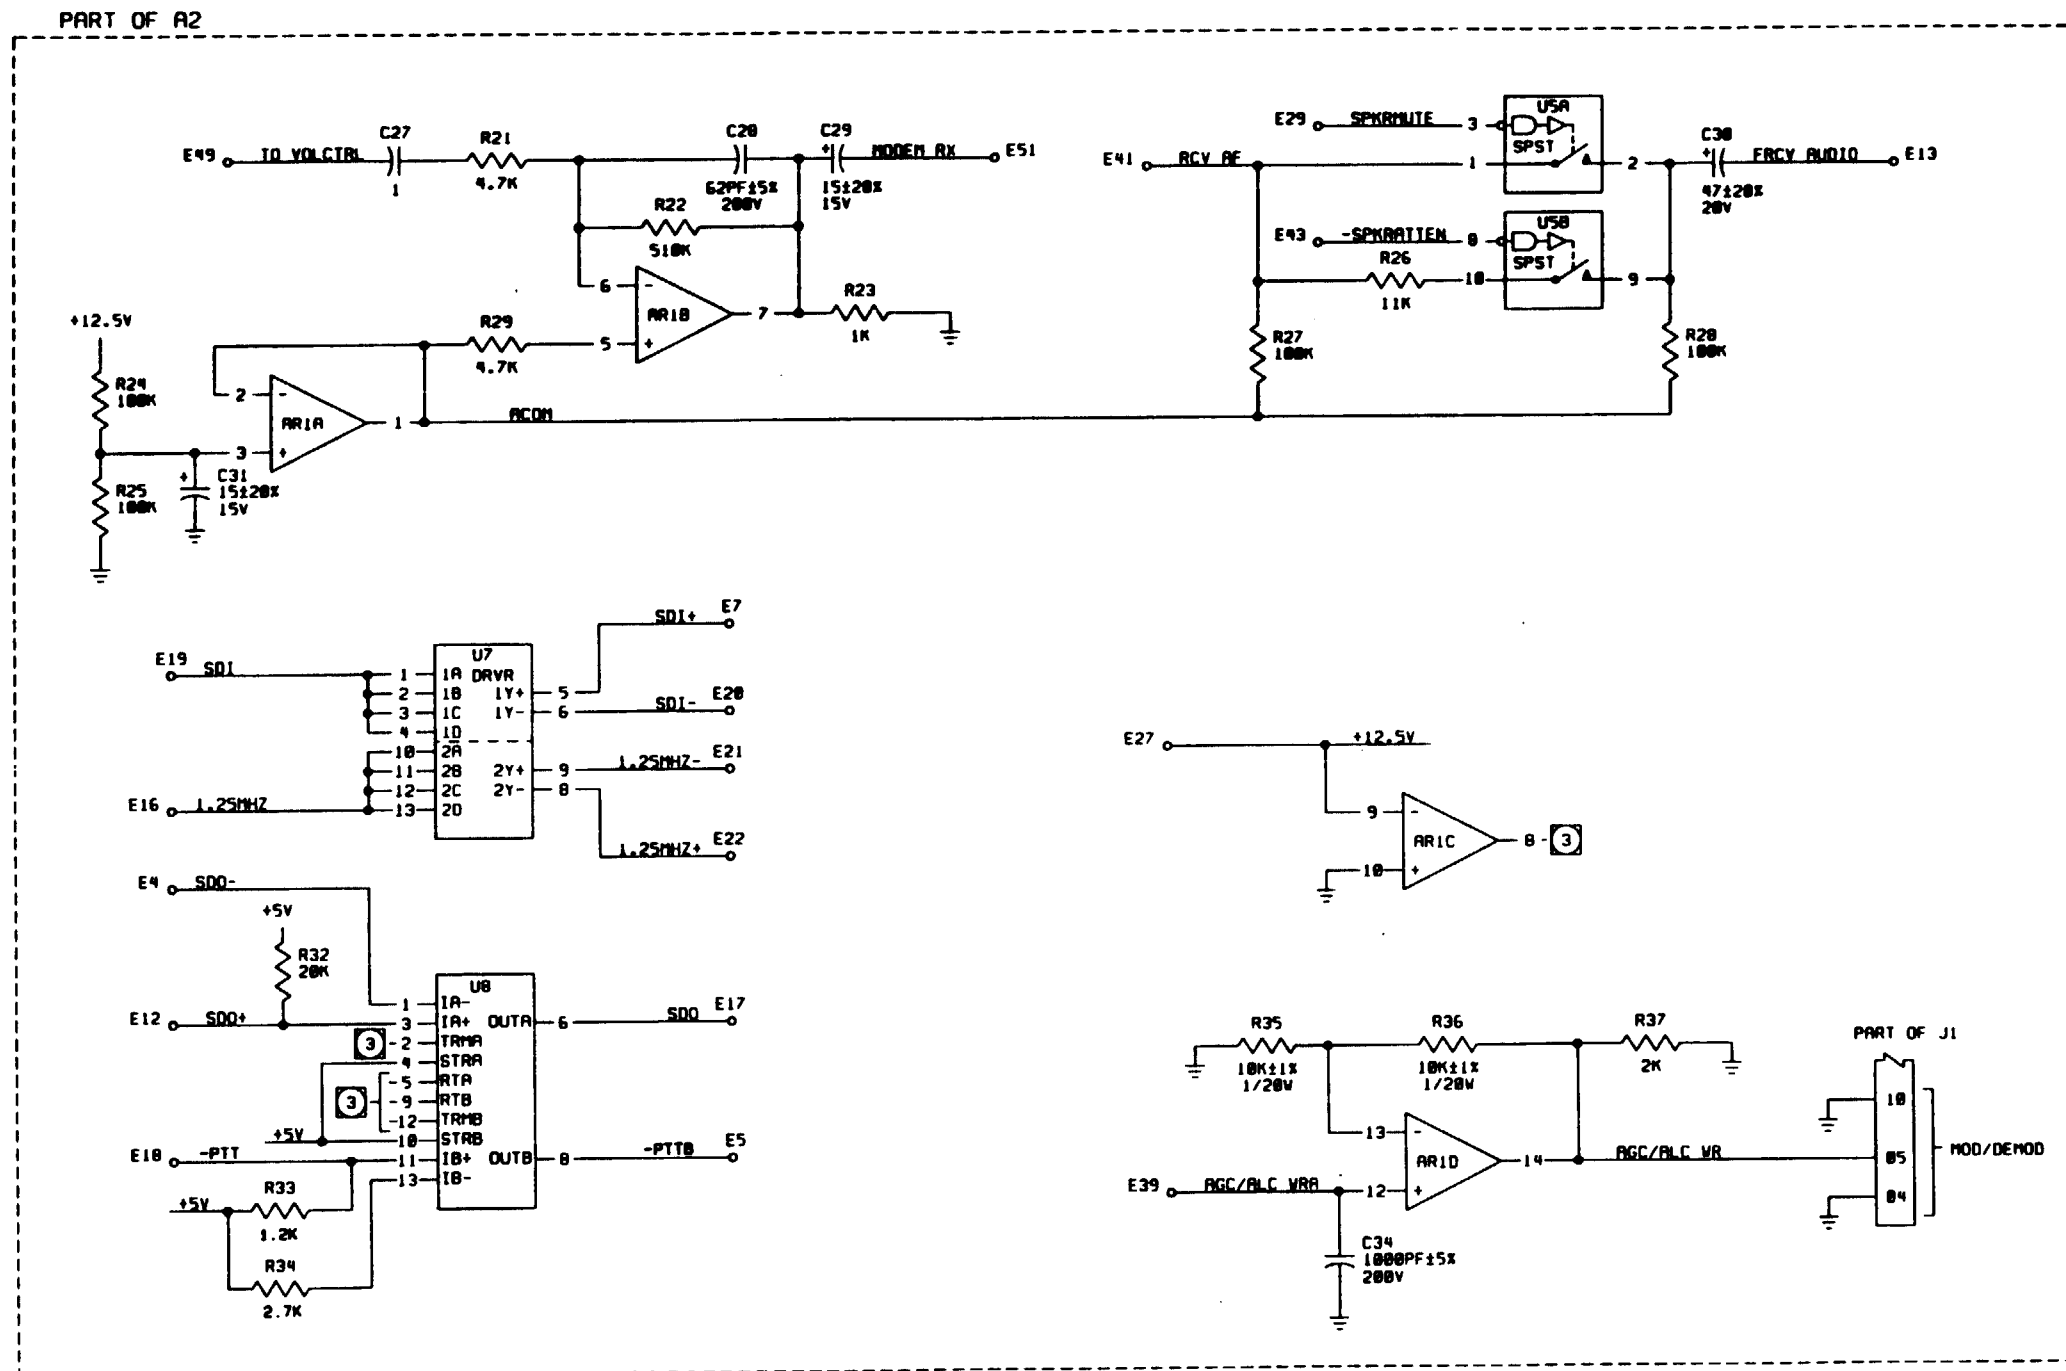 PART OF A2
E49 TO VOLCTRL
C27
1
R21
4.7K
C28
62PF±5%
200V
C29
+
15±20%
15V
MODEM RX E51
R22
510K
6 -
AR1B 7
5 +
R23
1K
R29
4.7K
+12.5V
R24
100K
R25
100K
2 -
AR1A 1
3 +
ACOM
+
C31
15±20%
15V
E41 RCV AF
E29 SPKRMUTE 3
U5A
SPST
1 2
E43 -SPKRATTEN 8
U5B
SPST
R26
11K
10 9
C30
+
47±20%
20V
FRCV AUDIO E13
R27
100K
R28
100K
E19 SDI
E16 1.25MHZ
U7
DRVR
1 1A
2 1B
3 1C
4 1D
10 2A
11 2B
12 2C
13 2D
1Y+ 5
1Y- 6
2Y+ 9
2Y- 8
SDI+ E7
SDI- E20
1.25MHZ- E21
1.25MHZ+ E22
E27 +12.5V
9 -
AR1C 8 3
10 +
E4 SDO-
+5V
R32
20K
E12 SDO+
U8
1 IA-
3 IA+
3 2 TRMA
4 STRA
5 RTA
3 9 RTB
12 TRMB
+5V 10 STRB
11 IB+
13 IB-
OUTA 6 SDO E17
OUTB 8 -PTTB E5
E18 -PTT
+5V
R33
1.2K
R34
2.7K
R35
10K±1%
1/20W
R36
10K±1%
1/20W
R37
2K
13 -
AR1D 14
12 +
E39 AGC/ALC WRA
C34
1000PF±5%
200V
AGC/ALC WR
PART OF J1
10
05
04
MOD/DEMOD